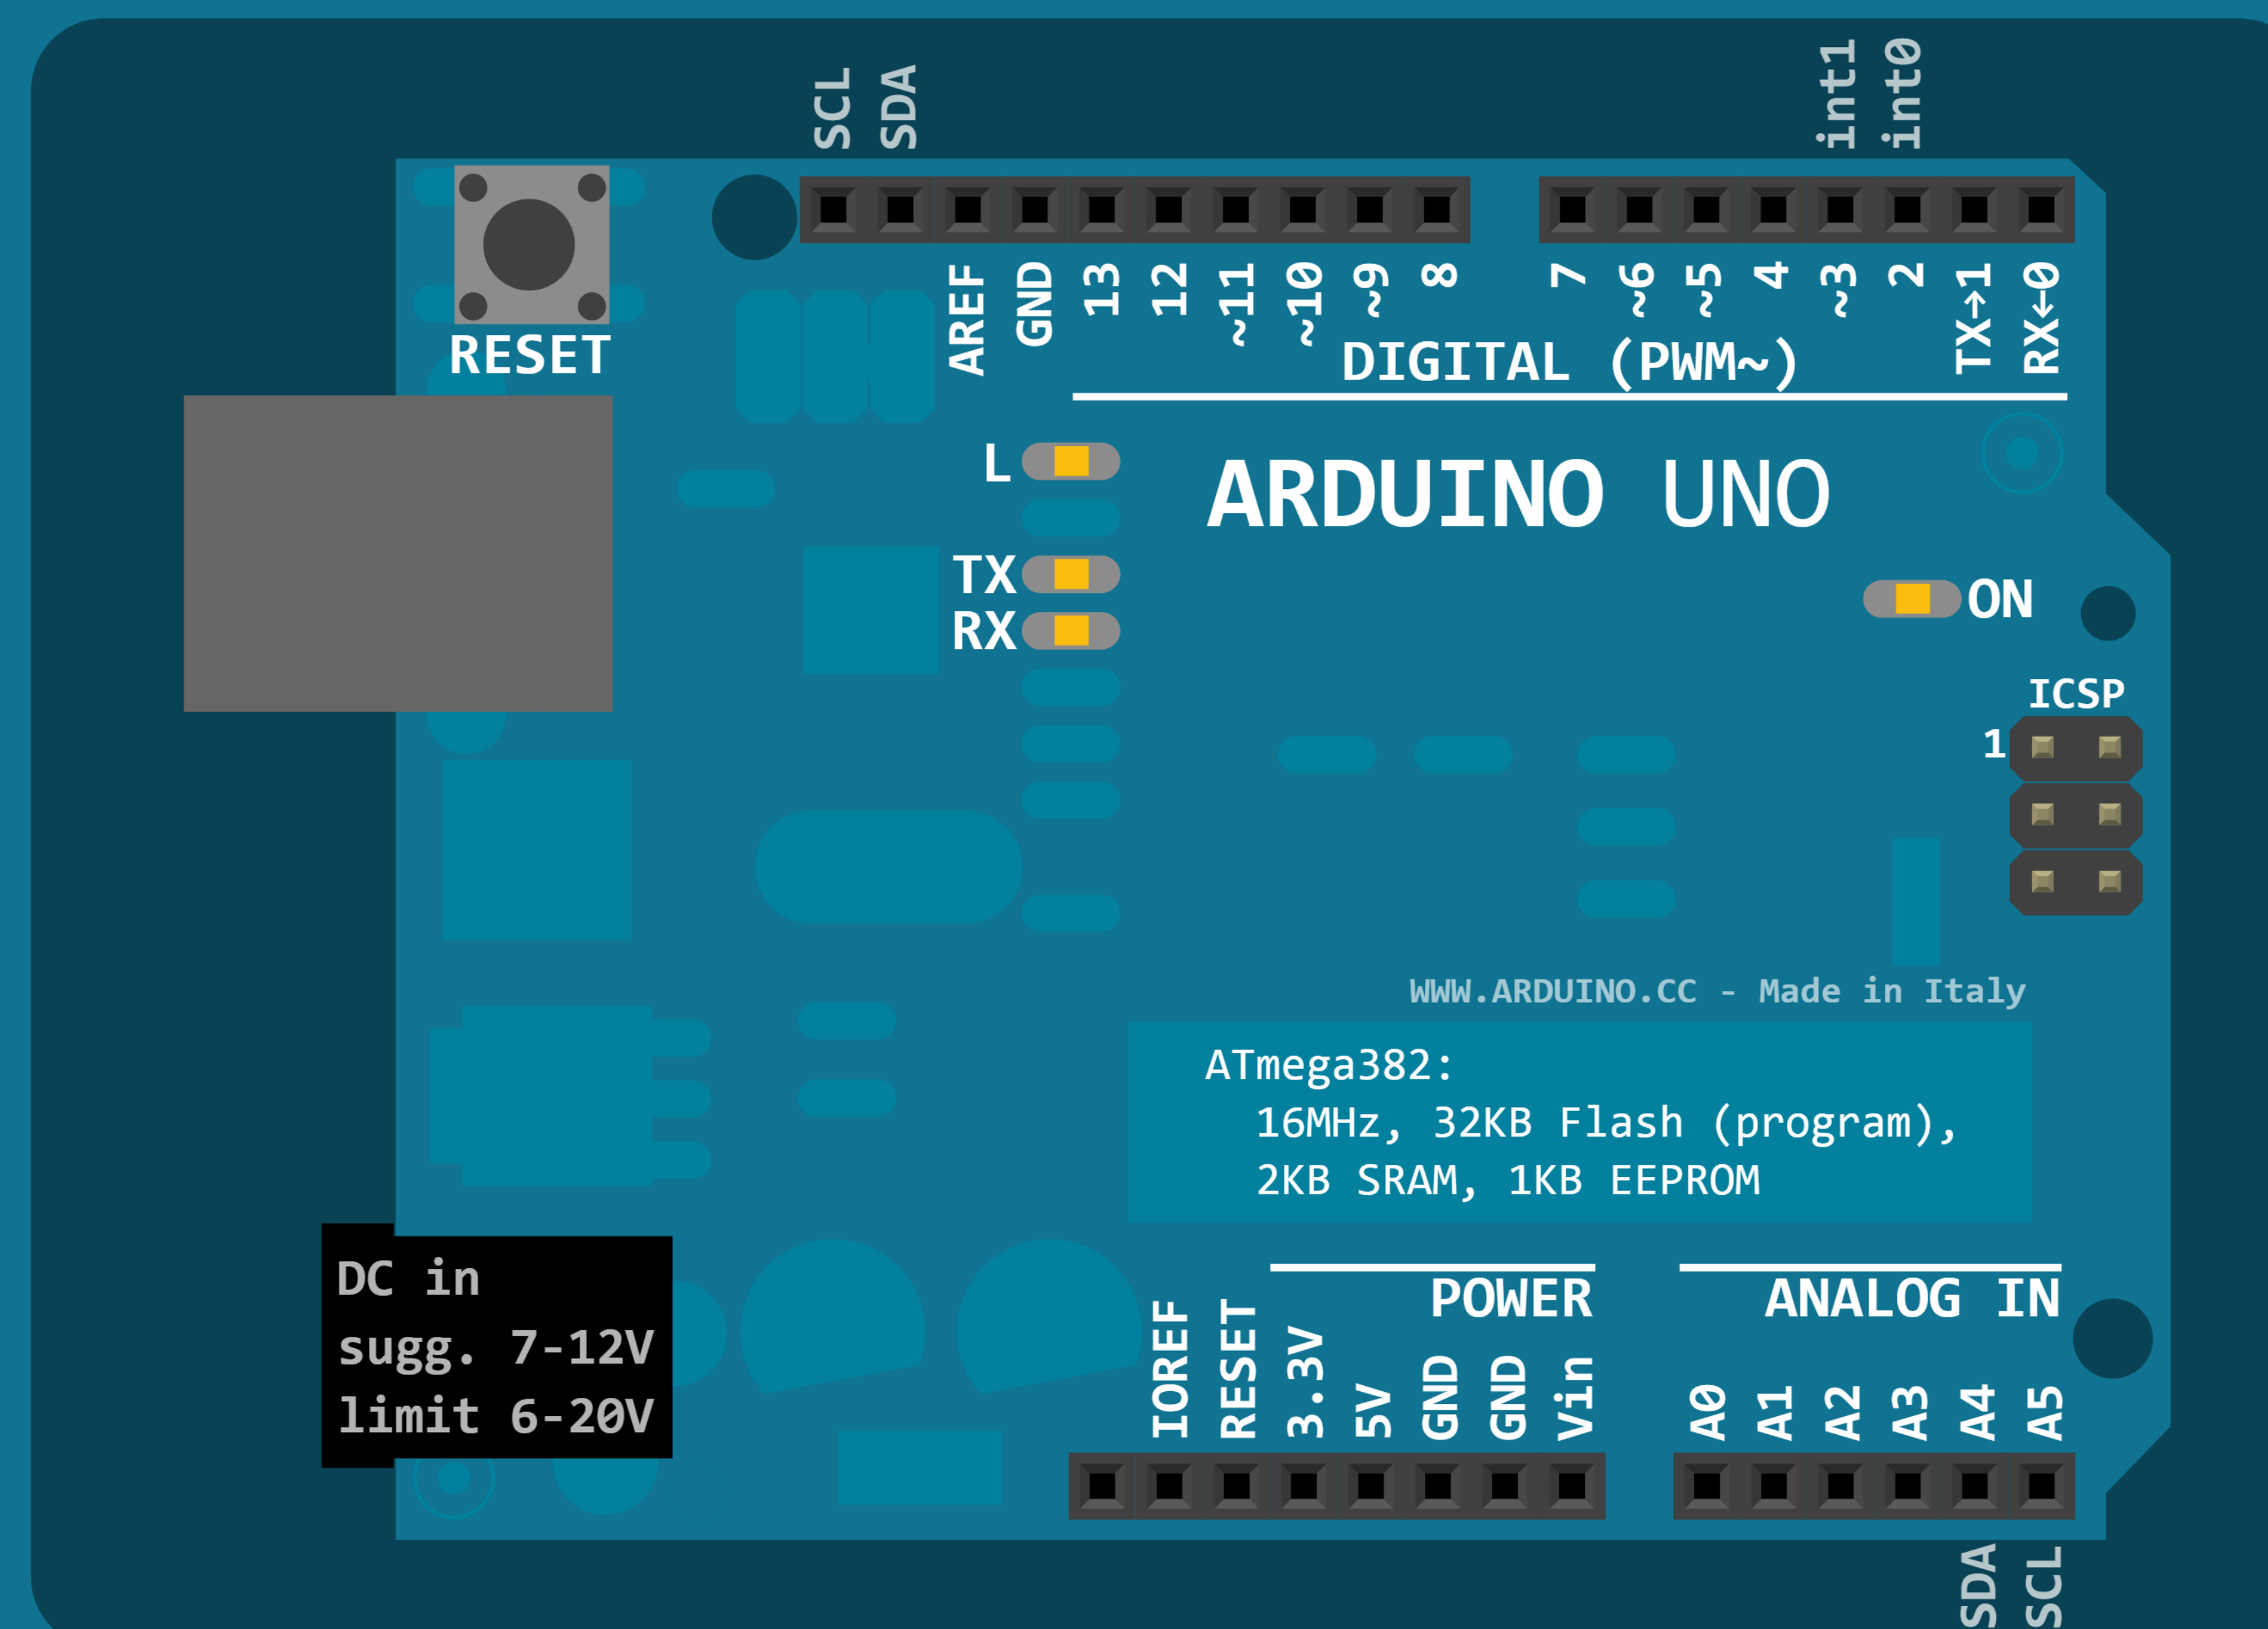 SCL
SDA
int1
int0
AREF
GND
13
12
~11
~10
~9
8
7
~6
~5
4
~3
2
TX→1
RX←0
RESET
DIGITAL (PWM~)
L
ARDUINO UNO
TX
RX
ON
ICSP
1
WWW.ARDUINO.CC - Made in Italy
ATmega382:
16MHz, 32KB Flash (program),
2KB SRAM, 1KB EEPROM
DC in
sugg. 7-12V
limit 6-20V
POWER
ANALOG IN
IOREF
RESET
3.3V
5V
GND
GND
Vin
A0
A1
A2
A3
A4
A5
SDA
SCL